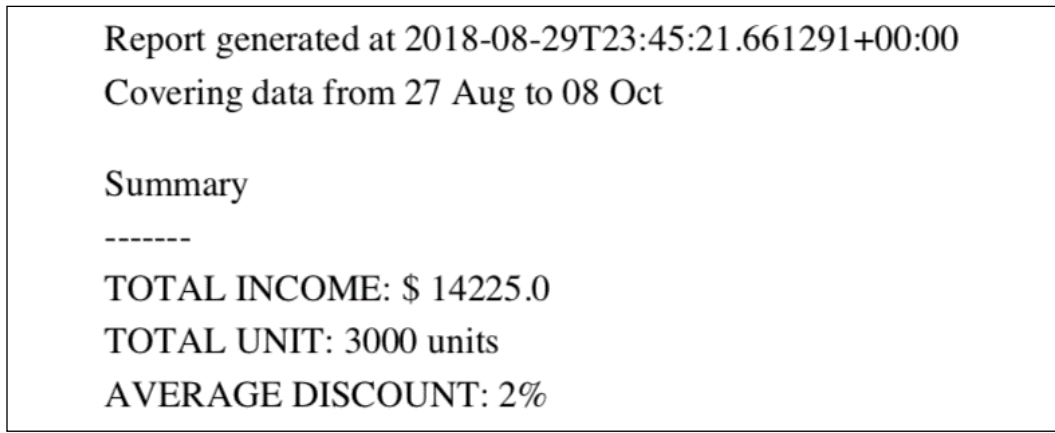 Report generated at 2018-08-29T23:45:21.661291+00:00
Covering data from 27 Aug to 08 Oct
Summary
-------
TOTAL INCOME: $ 14225.0
TOTAL UNIT: 3000 units
AVERAGE DISCOUNT: 2%